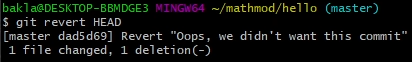 bakla@DESKTOP-BBMDGE3 MINGW64 ~/mathmod/hello (master)
$ git revert HEAD
[master dad5d69] Revert "Oops, we didn't want this commit"
1 file changed, 1 deletion(-)